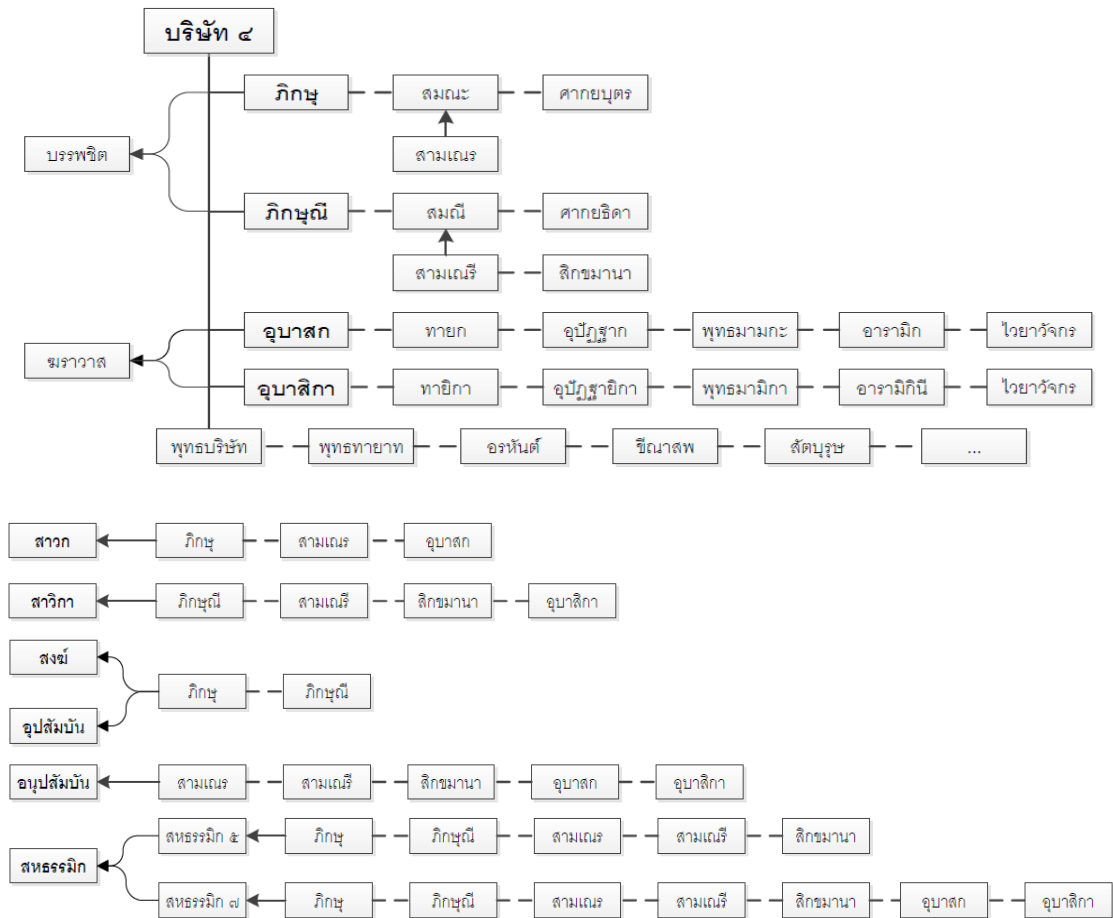 บริษัท ๔
ภิกษุ สมณะ ศากยบุตร
บรรพชิต สามเณร
ภิกษุณี สมณี ศากยธิดา
สามเณรี สิกขมานา
อุบาสก ทายก อุปัฏฐาก พุทธมามกะ อารามิก ไวยาวัจกร
ฆราวาส
อุบาสิกา ทายิกา อุปัฏฐายิกา พุทธมามิกา อารามิกินี ไวยาวัจกร
พุทธบริษัท พุทธทายาท อรหันต์ ขีณาสพ สัตบุรุษ ...
สาวก ภิกษุ สามเณร อุบาสก
สาวิกา ภิกษุณี สามเณรี สิกขมานา อุบาสิกา
สงฆ์
ภิกษุ ภิกษุณี
อุปสัมบัน
อนุปสัมบัน สามเณร สามเณรี สิกขมานา อุบาสก อุบาสิกา
สหธรรมิก ๕ ภิกษุ ภิกษุณี สามเณร สามเณรี สิกขมานา
สหธรรมิก
สหธรรมิก ๗ ภิกษุ ภิกษุณี สามเณร สามเณรี สิกขมานา อุบาสก อุบาสิกา